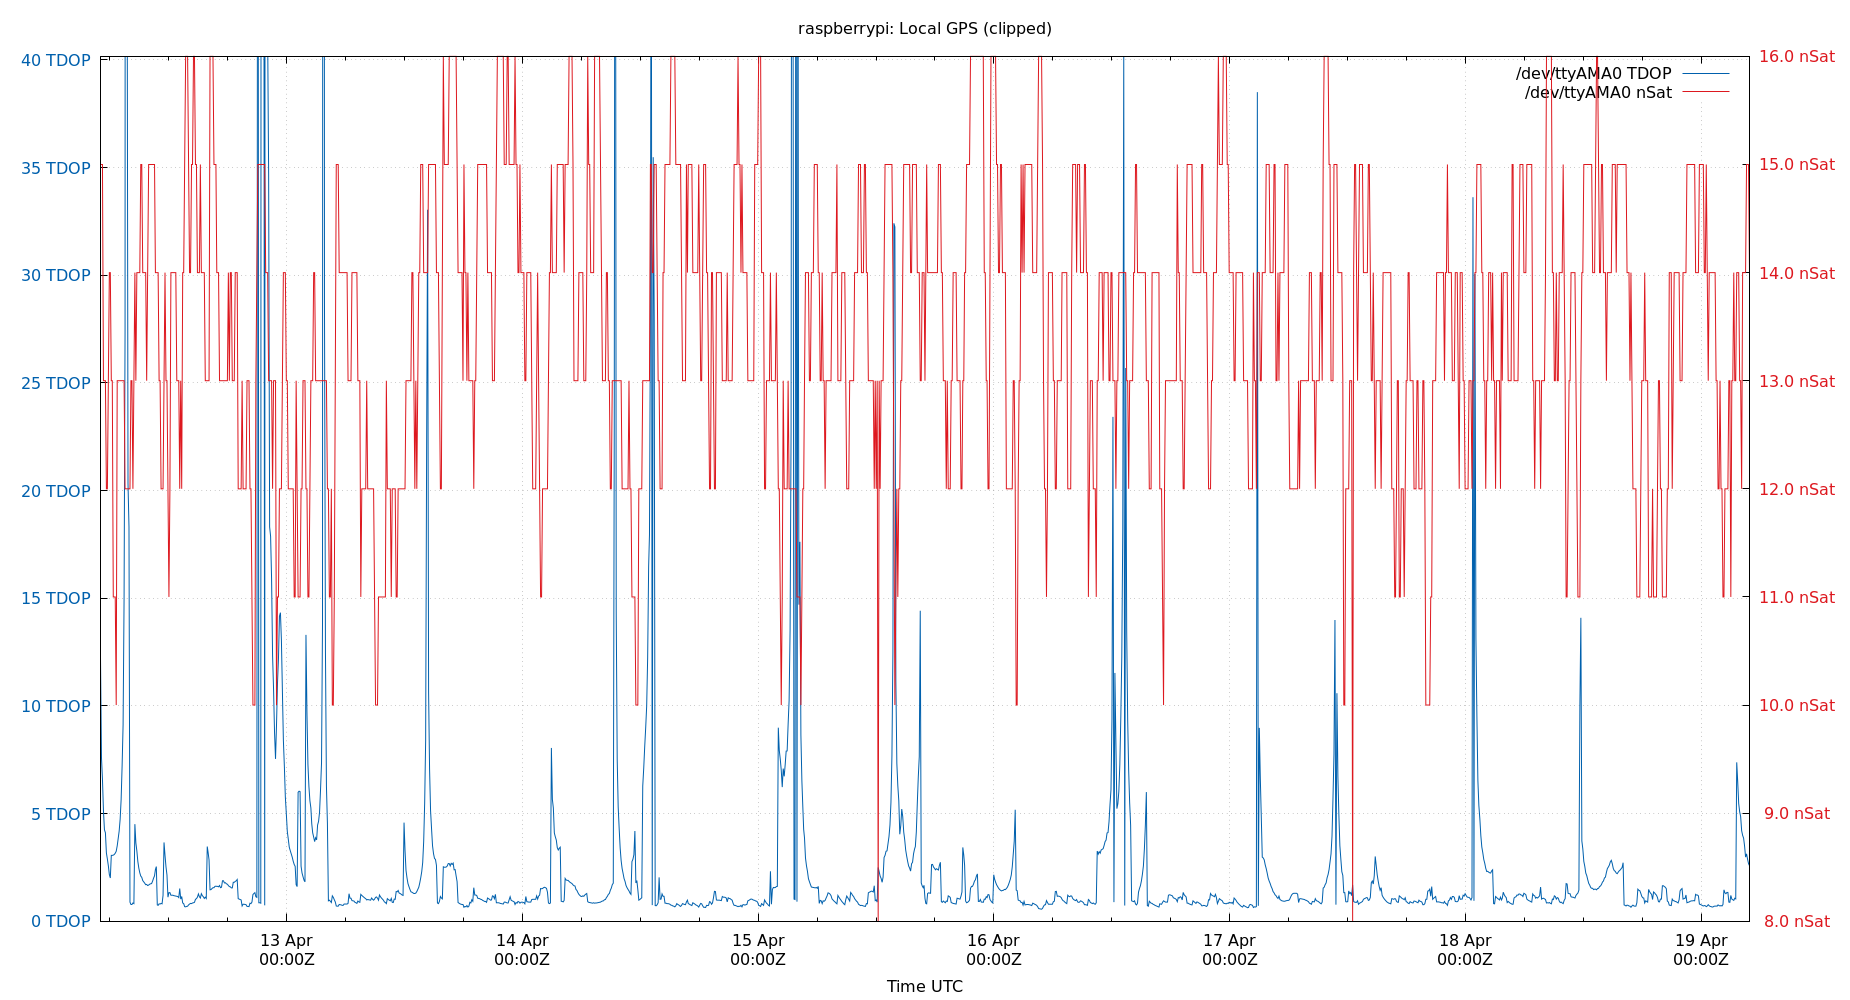 raspberrypi: Local GPS (clipped)
40 TDOP
35 TDOP
30 TDOP
25 TDOP
20 TDOP
15 TDOP
10 TDOP
5 TDOP
0 TDOP
16.0 nSat
15.0 nSat
14.0 nSat
13.0 nSat
12.0 nSat
11.0 nSat
10.0 nSat
9.0 nSat
8.0 nSat
/dev/ttyAMA0 TDOP
/dev/ttyAMA0 nSat
13 Apr
00:00Z
14 Apr
00:00Z
15 Apr
00:00Z
16 Apr
00:00Z
17 Apr
00:00Z
18 Apr
00:00Z
19 Apr
00:00Z
Time UTC